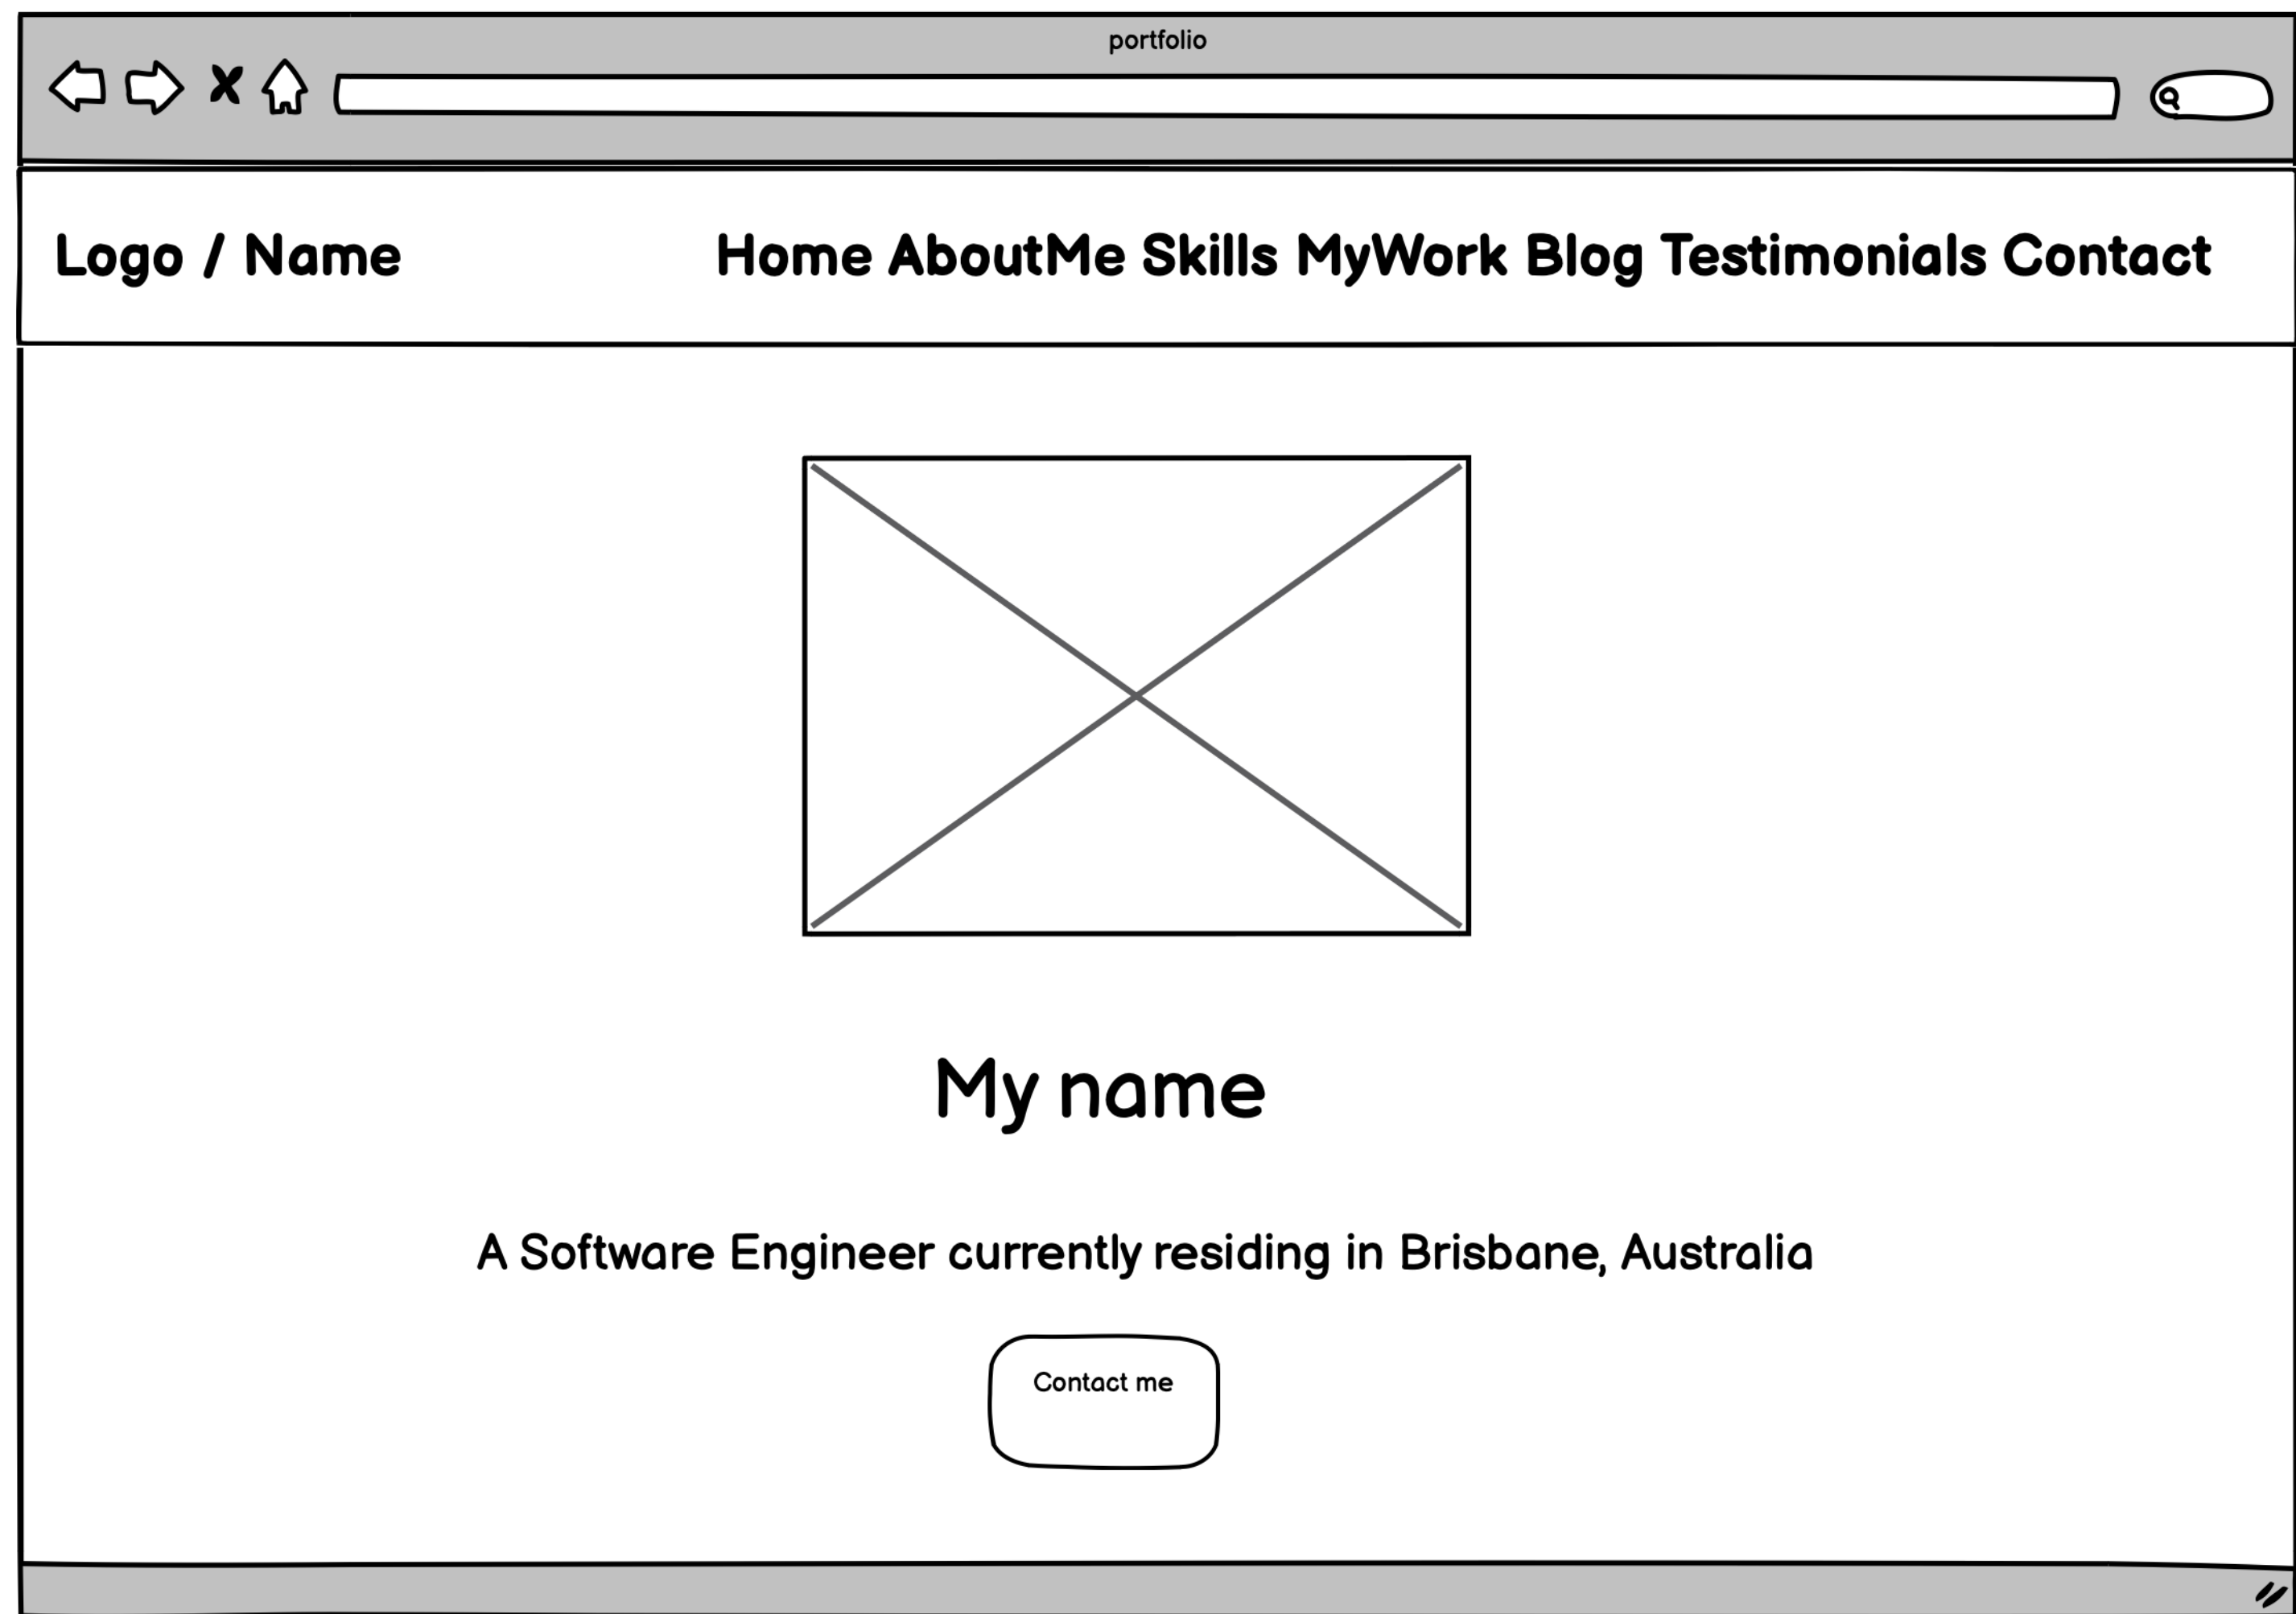 portfolio
Logo / Name
Home AboutMe Skills MyWork Blog Testimonials Contact
My name
A Software Engineer currently residing in Brisbane, Australia
Contact me